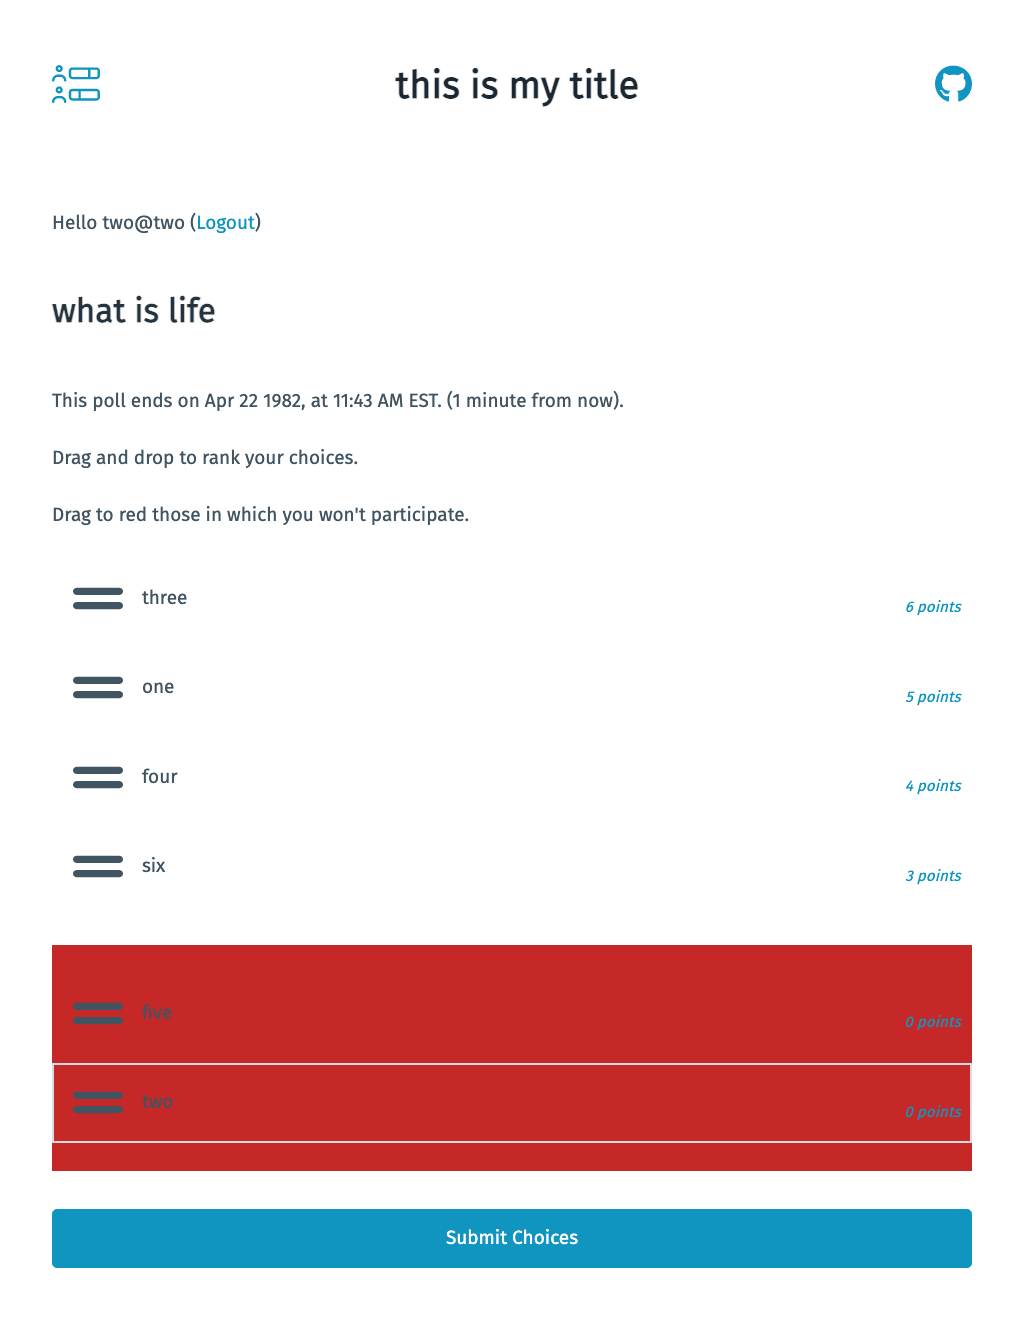 this is my title
Hello two@two (Logout)
what is life
This poll ends on Apr 22 1982, at 11:43 AM EST. (1 minute from now).
Drag and drop to rank your choices.
Drag to red those in which you won't participate.
three
6 points
one
5 points
four
4 points
six
3 points
five
0 points
two
0 points
Submit Choices